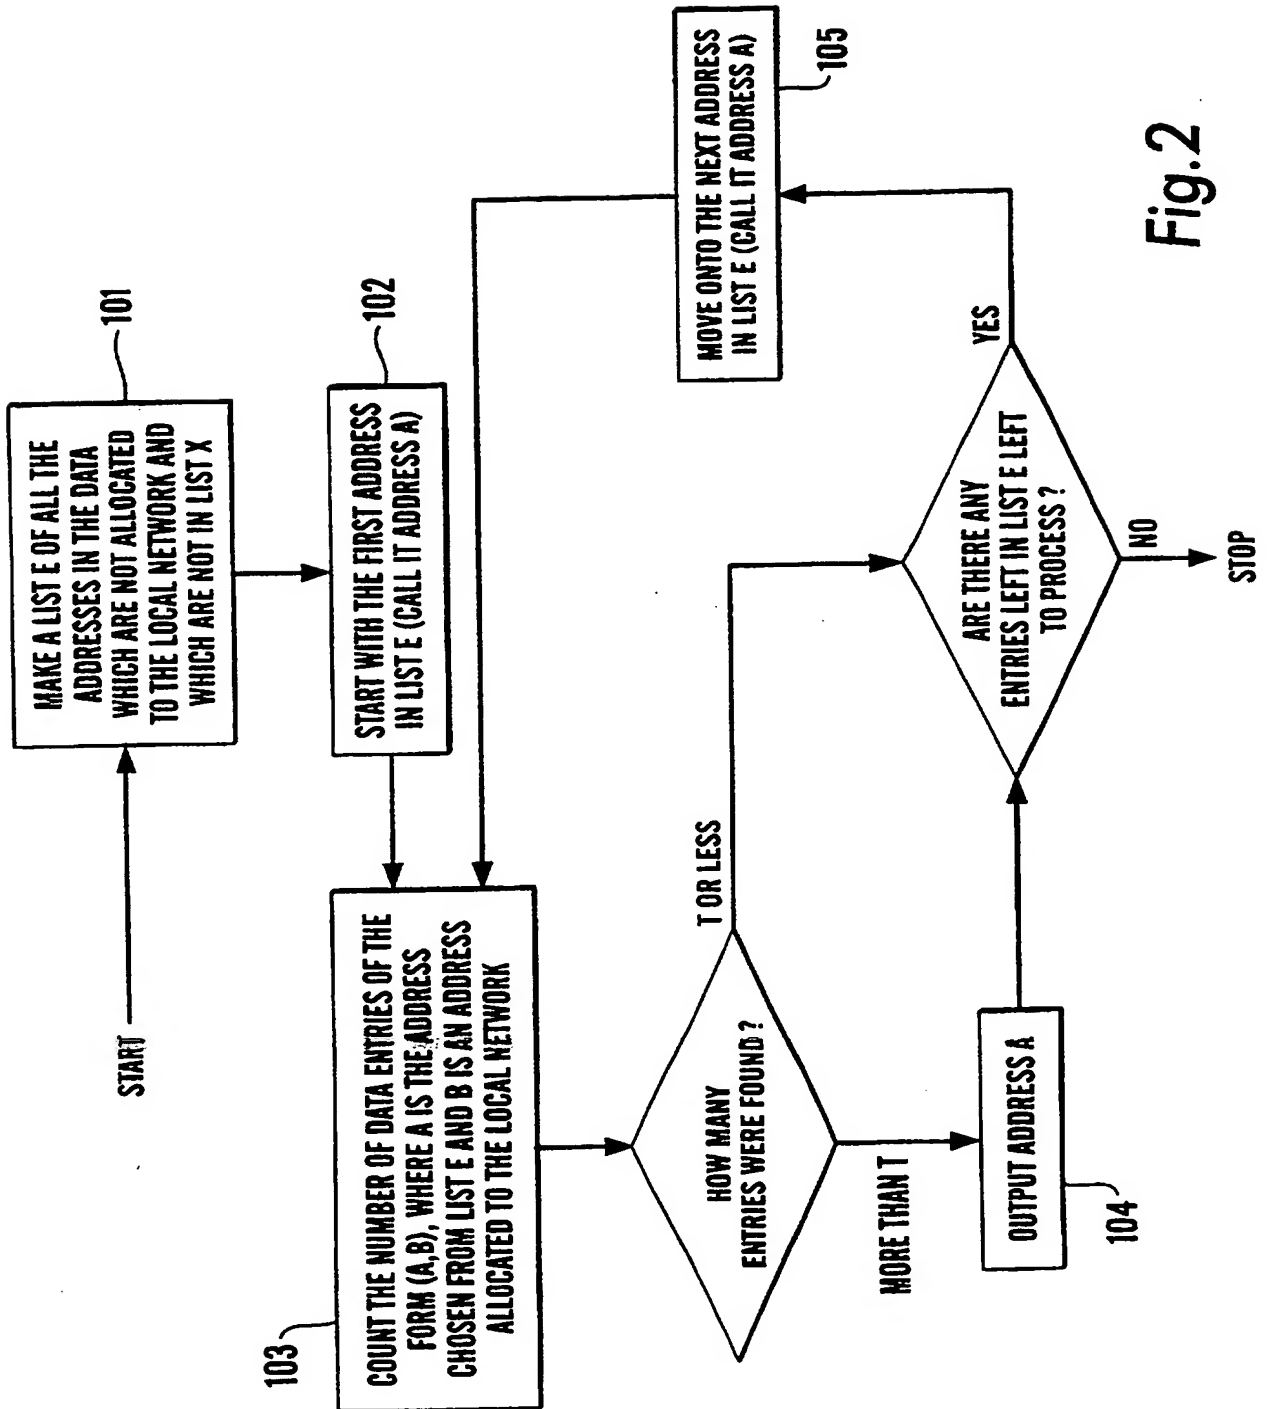 START
MAKE A LIST E OF ALL THE
ADDRESSES IN THE DATA
WHICH ARE NOT ALLOCATED
TO THE LOCAL NETWORK AND
WHICH ARE NOT IN LIST X
101
START WITH THE FIRST ADDRESS
IN LIST E (CALL IT ADDRESS A)
102
COUNT THE NUMBER OF DATA ENTRIES OF THE
FORM (A,B), WHERE A IS THE ADDRESS
CHOSEN FROM LIST E AND B IS AN ADDRESS
ALLOCATED TO THE LOCAL NETWORK
103
HOW MANY
ENTRIES WERE FOUND?
T OR LESS
MORE THAN T
OUTPUT ADDRESS A
104
ARE THERE ANY
ENTRIES LEFT IN LIST E LEFT
TO PROCESS?
YES
NO
STOP
MOVE ONTO THE NEXT ADDRESS
IN LIST E (CALL IT ADDRESS A)
105
Fig.2